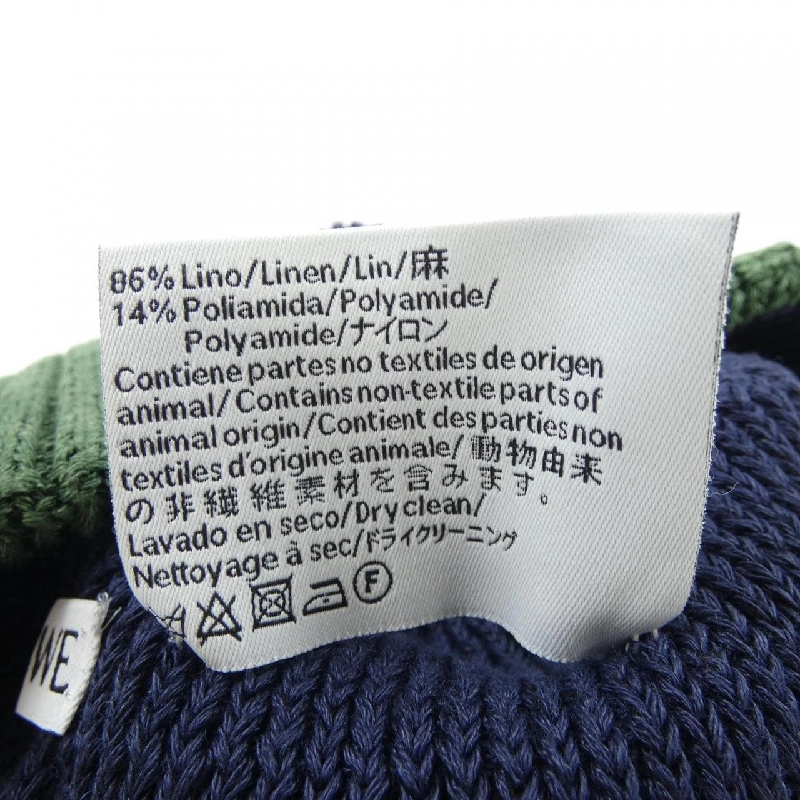 86% Lino/Linen/Lin/麻
14% Poliamida/Polyamide/
Polyamide/ナイロン
Contiene partes no textiles de origen
animal/Contains non-textile parts of
animal origin/Contient des parties non
textiles d'origine animale/動物由来
の非繊維素材を含みます。
Lavado en seco/Dry clean/
Nettoyage à sec/ドライクリーニング
F
WE